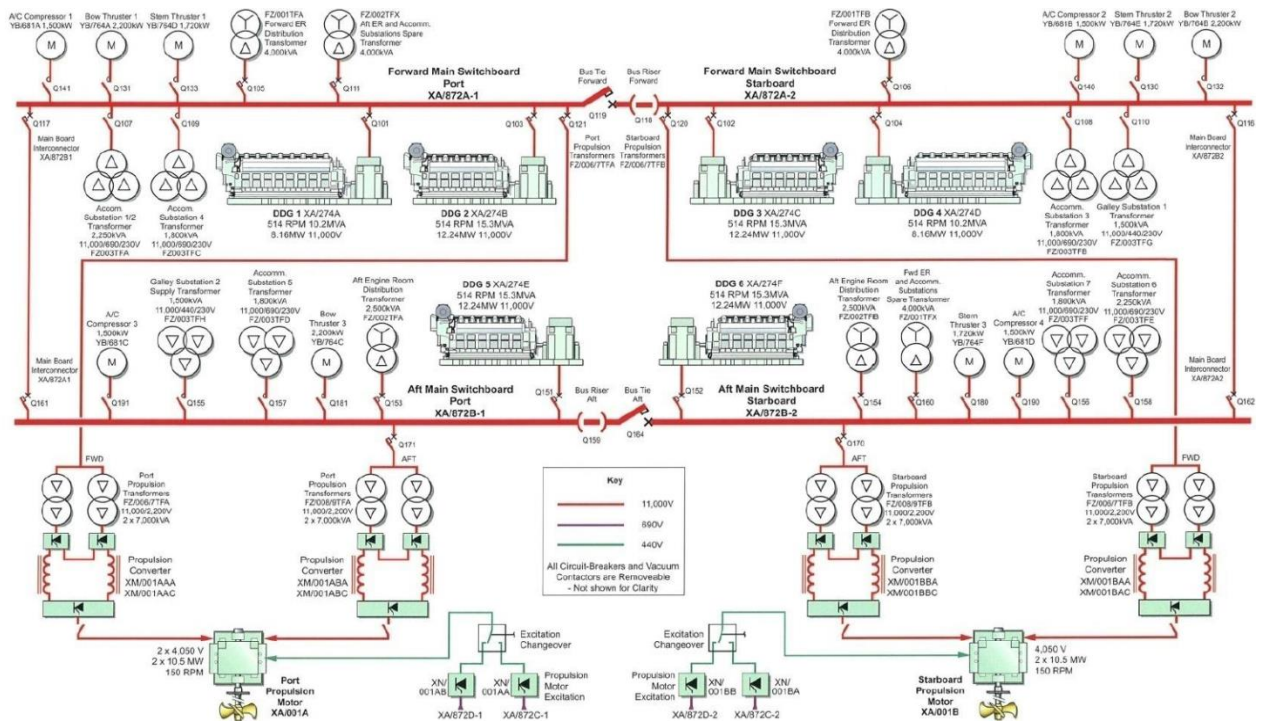 A/C Compressor 1
YB/681A 1,500kW
Bow Thruster 1
YB/764A 2,200kW
Stern Thruster 1
YB/764D 1,720kW
FZ/001TFA
Forward ER
Distribution
Transformer
4,000kVA
FZ/002TFX
Aft ER and Accomm.
Substations Spare
Transformer
4,000kVA
FZ/001TFB
Forward ER
Distribution
Transformer
4,000kVA
A/C Compressor 2
YB/681B 1,500kW
Stern Thruster 2
YB/764E 1,720kW
Bow Thruster 2
YB/764B 2,200kW
M
M
M
M
M
M
Q141
Q131
Q133
Q105
Q111
Forward Main Switchboard
Port
XA/872A-1
Bus Tie
Forward
Bus Riser
Forward
Forward Main Switchboard
Starboard
XA/872A-2
Q106
Q140
Q130
Q132
Q119
Q118
Q117
Q107
Q109
Q101
Q103
Q121
Q120
Q102
Q104
Q108
Q110
Q116
Main Board
Interconnector
XA/872B1
Port
Propulsion
Transformers
FZ/006/7TFA
Starboard
Propulsion
Transformers
FZ/006/7TFB
Main Board
Interconnector
XA/872B2
Accom.
Substation 1/2
Transformer
2,250kVA
11,000/690/230V
FZ003TFA
Accom.
Substation 4
Transformer
1,800kVA
11,000/690/230V
FZ003TFC
DDG 1 XA/274A
514 RPM 10.2MVA
8.16MW 11,000V
DDG 2 XA/274B
514 RPM 15.3MVA
12.24MW 11,000V
DDG 3 XA/274C
514 RPM 15.3MVA
12.24MW 11,000V
DDG 4 XA/274D
514 RPM 10.2MVA
8.16MW 11,000V
Accomm.
Substation 3
Transformer
1,800kVA
11,000/690/230V
FZ003TFB
Galley Substation 1
Transformer
1,500kVA
11,000/440/230V
FZ/003TFG
A/C
Compressor 3
1,500kW
YB/681C
Galley Substation 2
Supply Transformer
1,500kVA
11,000/440/230V
FZ/003TFH
Accomm.
Substation 5
Transformer
1,800kVA
11,000/690/230V
FZ/003TFD
Bow
Thruster 3
2,200kW
YB/764C
Aft Engine Room
Distribution
Transformer
2,500kVA
FZ/002TFA
DDG 5 XA/274E
514 RPM 15.3MVA
12.24MW 11,000V
DDG 6 XA/274F
514 RPM 15.3MVA
12.24MW 11,000V
Aft Engine Room
Distribution
Transformer
2,500kVA
FZ/002TFB
Fwd ER
and Accomm.
Substations
Spare Transformer
4,000kVA
FZ/001TFX
Stern
Thruster 3
1,720kW
YB/764F
A/C
Compressor 4
1,500kW
YB/681D
Accomm.
Substation 7
Transformer
1,800kVA
11,000/690/230V
FZ/003TFF
Accomm.
Substation 6
Transformer
2,250kVA
11,000/690/230V
FZ/003TFE
M
M
M
M
Main Board
Interconnector
XA/872A1
Main Board
Interconnector
XA/872A2
Q161
Q191
Q155
Q157
Q181
Q153
Q151
Q152
Q154
Q160
Q180
Q190
Q156
Q158
Q162
Aft Main Switchboard
Port
XA/872B-1
Bus Riser
Aft
Bus Tie
Aft
Aft Main Switchboard
Starboard
XA/872B-2
Q159
Q164
Q171
Q170
FWD
AFT
AFT
FWD
Port
Propulsion
Transformers
FZ/006/7TFA
11,000/2,200V
2 x 7,000kVA
Port
Propulsion
Transformers
FZ/008/9TFA
11,000/2,200V
2 x 7,000kVA
Key
11,000V
690V
440V
All Circuit-Breakers and Vacuum
Contactors are Removeable
- Not shown for Clarity
Starboard
Propulsion
Transformers
FZ/008/9TFB
11,000/2,200V
2 x 7,000kVA
Starboard
Propulsion
Transformers
FZ/006/7TFB
11,000/2,200V
2 x 7,000kVA
Propulsion
Converter
XM/001AAA
XM/001AAC
Propulsion
Converter
XM/001ABA
XM/001ABC
Propulsion
Converter
XM/001BBA
XM/001BBC
Propulsion
Converter
XM/001BAA
XM/001BAC
2 x 4,050 V
2 x 10.5 MW
150 RPM
Port
Propulsion
Motor
XA/001A
Excitation
Changeover
XN/
001AB
XN/
001AA
Propulsion
Motor
Excitation
XA/872D-1
XA/872C-1
Excitation
Changeover
Propulsion
Motor
Excitation
XN/
001BB
XN/
001BA
XA/872D-2
XA/872C-2
4,050 V
2 x 10.5 MW
150 RPM
Starboard
Propulsion
Motor
XA/001B